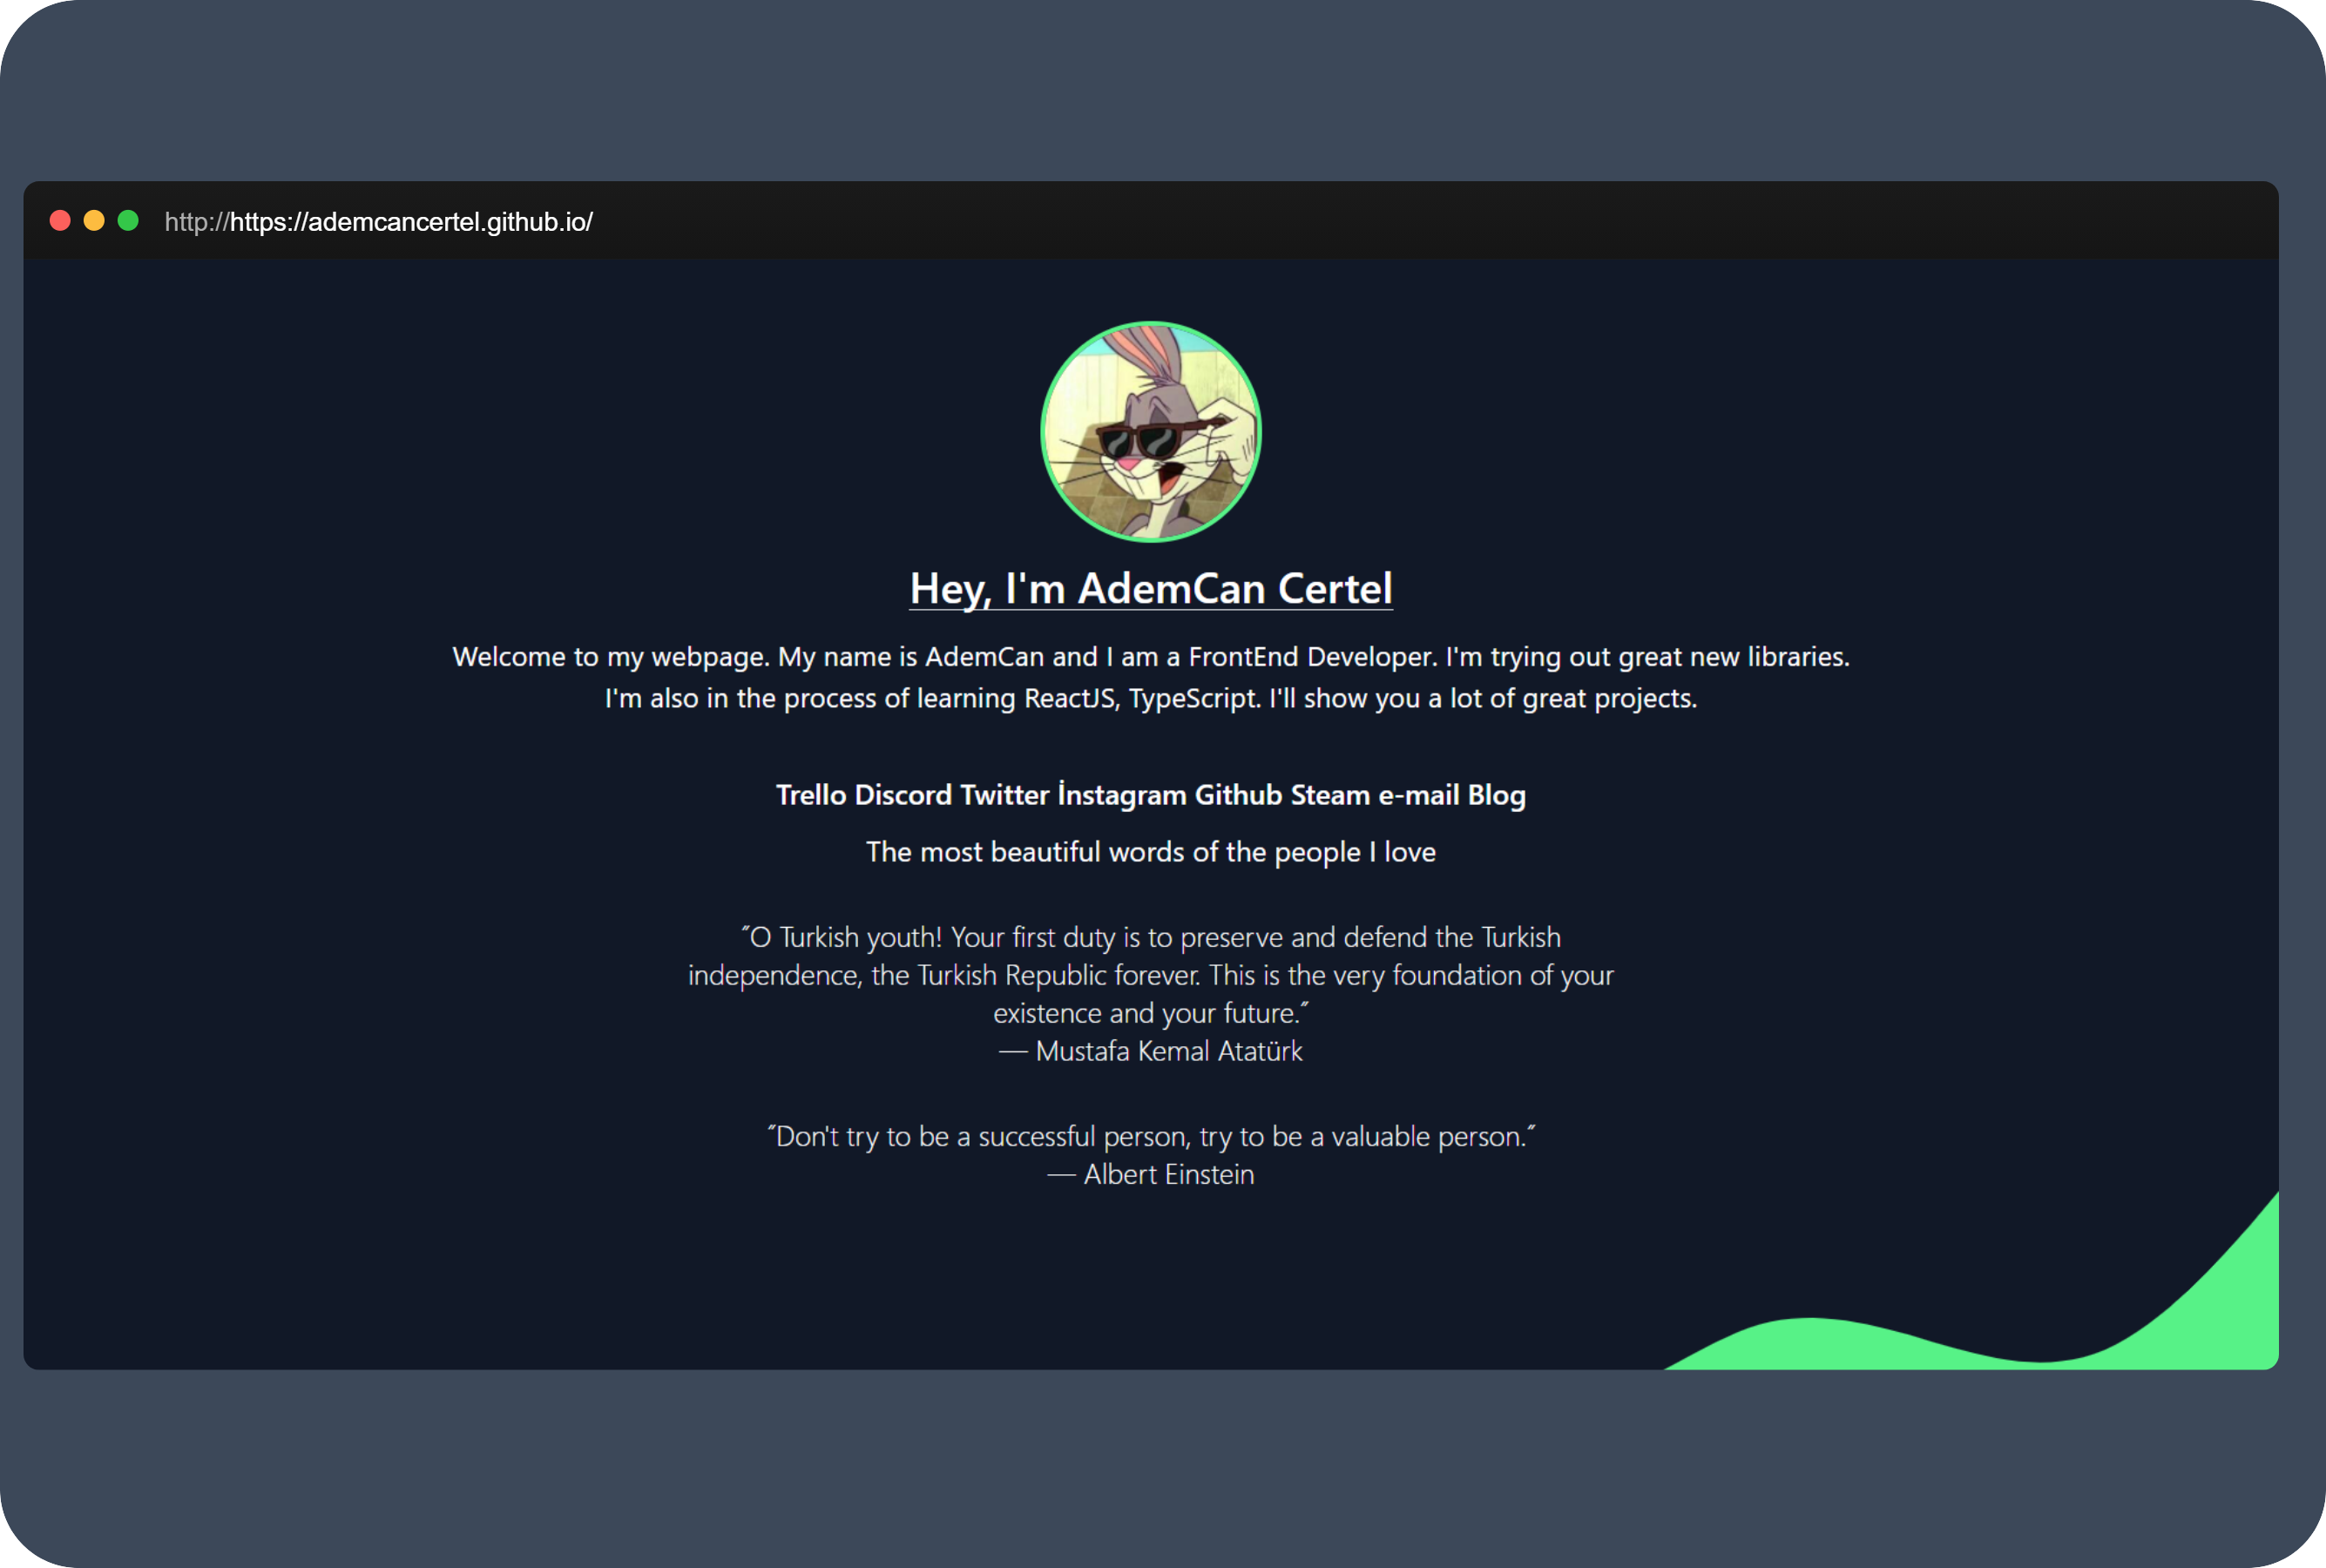 http://https://ademcancertel.github.io/
Hey, I'm AdemCan Certel
Welcome to my webpage. My name is AdemCan and I am a FrontEnd Developer. I'm trying out great new libraries.
I'm also in the process of learning ReactJS, TypeScript. I'll show you a lot of great projects.
Trello Discord Twitter İnstagram Github Steam e-mail Blog
The most beautiful words of the people I love
˝O Turkish youth! Your first duty is to preserve and defend the Turkish
independence, the Turkish Republic forever. This is the very foundation of your
existence and your future.˝
— Mustafa Kemal Atatürk
˝Don't try to be a successful person, try to be a valuable person.˝
— Albert Einstein